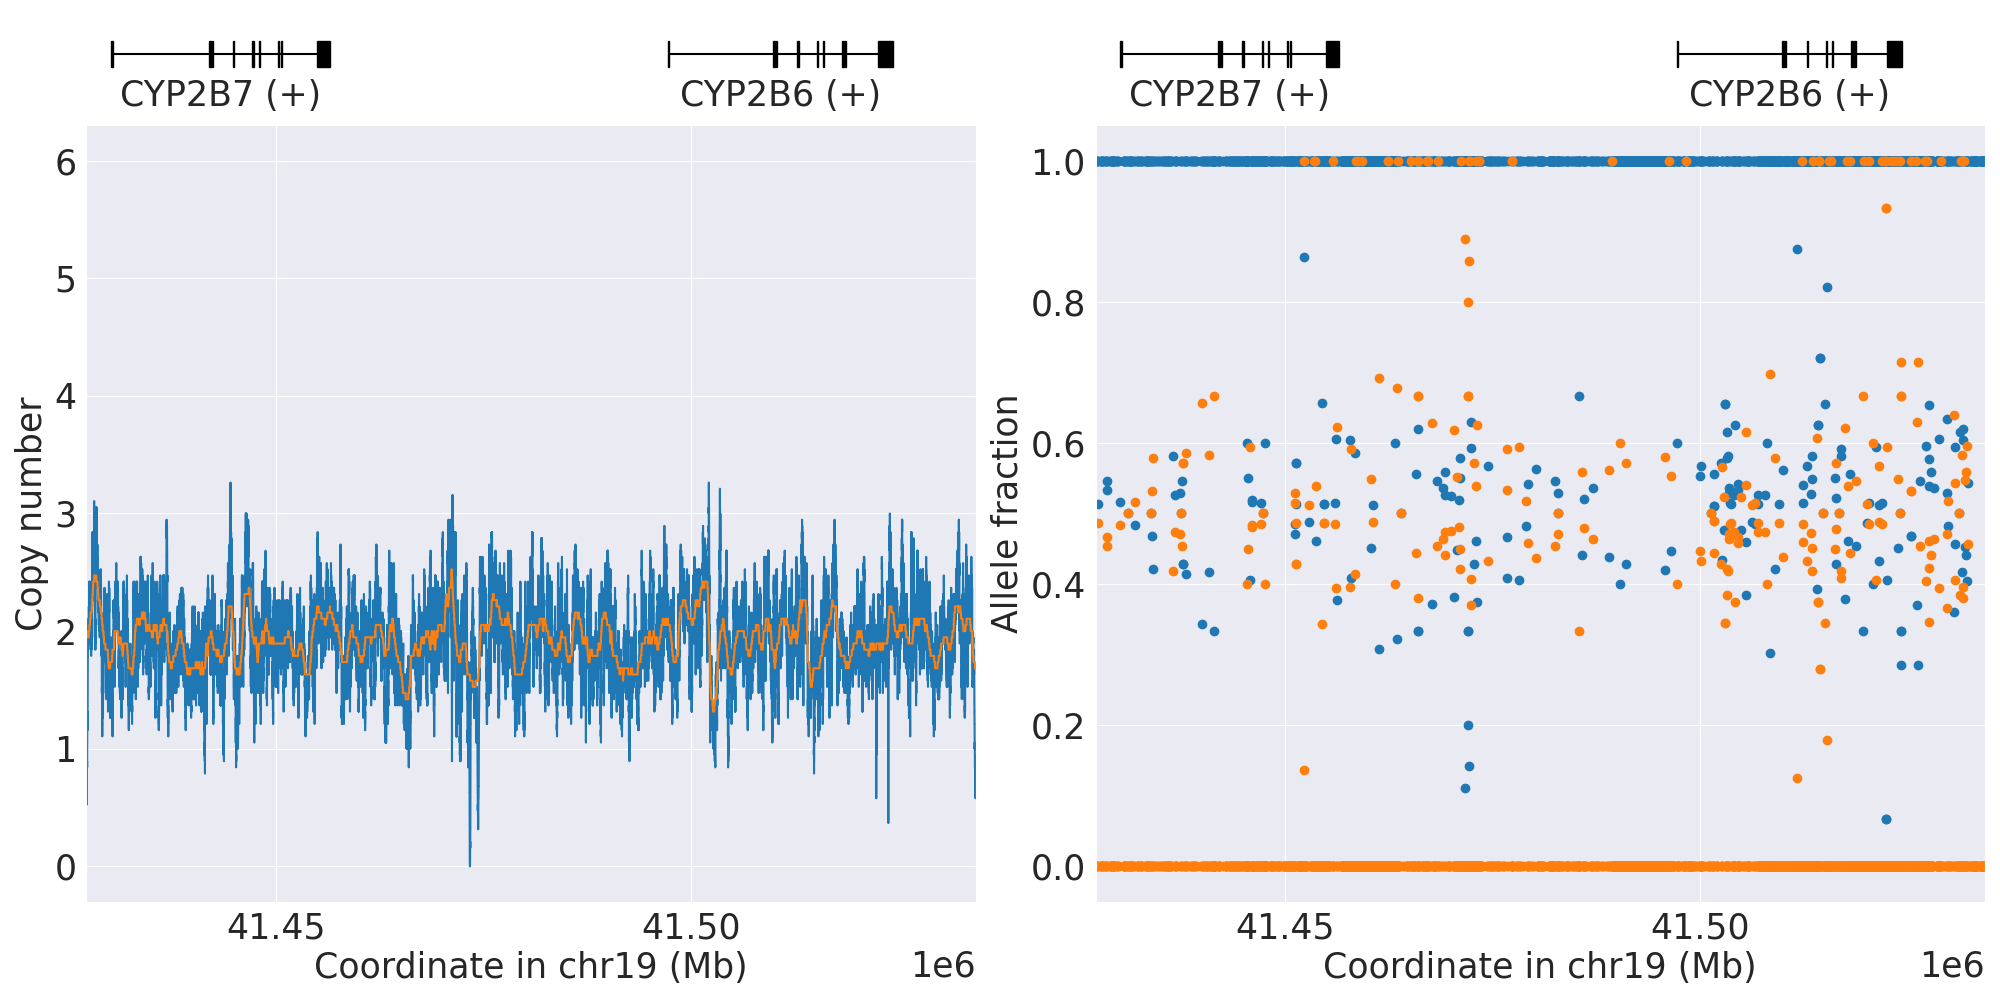 CYP2B7 (+)
CYP2B6 (+)
6
5
4
3
2
1
0
Copy number
41.45
41.50
Coordinate in chr19 (Mb)
1e6
CYP2B7 (+)
CYP2B6 (+)
1.0
0.8
0.6
0.4
0.2
0.0
Allele fraction
41.45
41.50
Coordinate in chr19 (Mb)
1e6